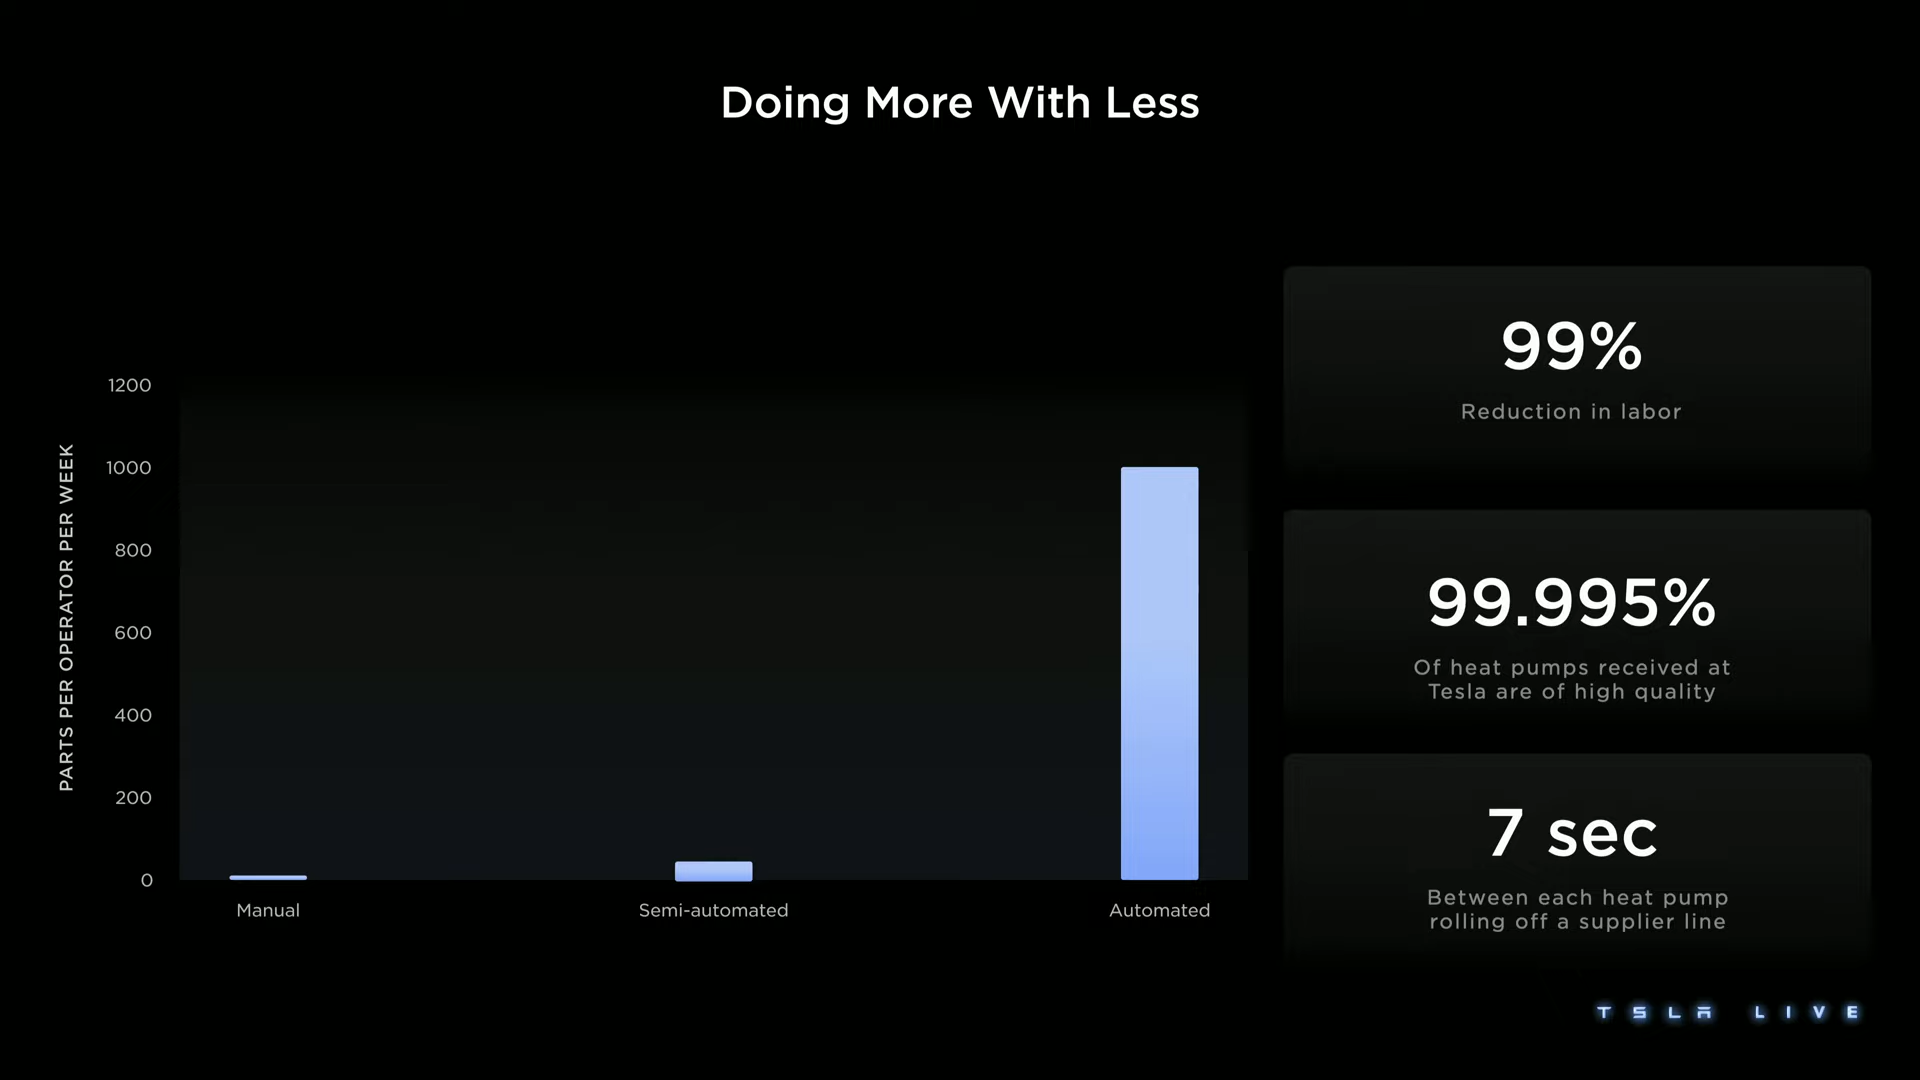 Doing More With Less
PARTS PER OPERATOR PER WEEK
1200
1000
800
600
400
200
0
Manual
Semi-automated
Automated
99%
Reduction in labor
99.995%
Of heat pumps received at
Tesla are of high quality
7 sec
Between each heat pump
rolling off a supplier line
TSLA LIVE